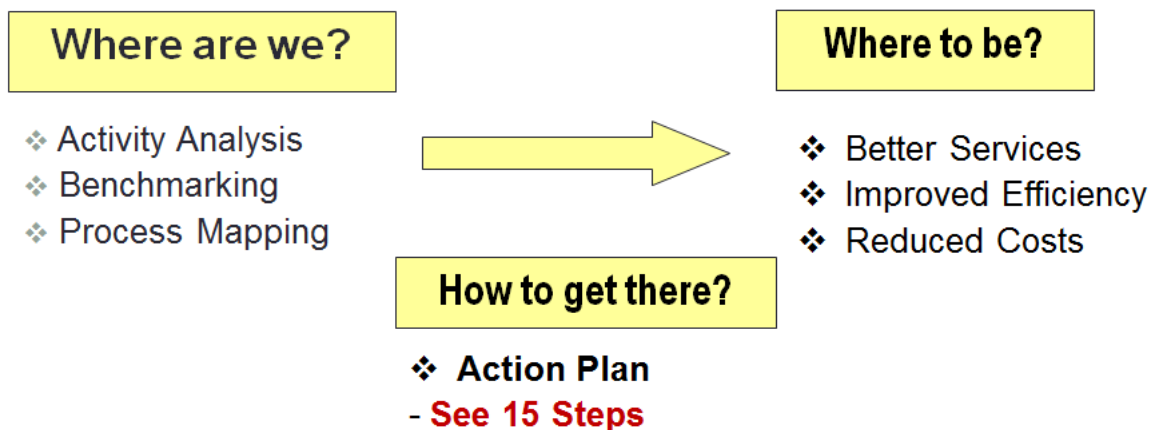 Where are we?
❖ Activity Analysis
❖ Benchmarking
❖ Process Mapping
Where to be?
❖ Better Services
❖ Improved Efficiency
❖ Reduced Costs
How to get there?
❖ Action Plan
- See 15 Steps